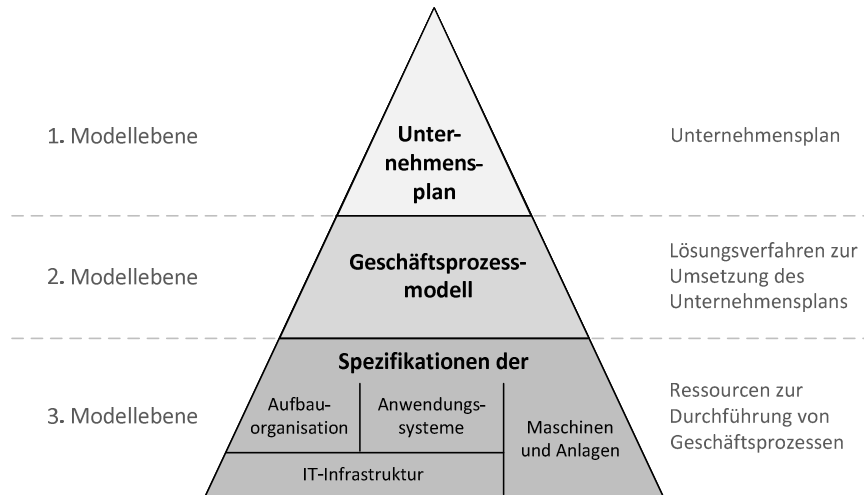 1. Modellebene
Unter-
nehmens-
plan
Unternehmensplan
2. Modellebene
Geschäftsprozess-
modell
Lösungsverfahren zur
Umsetzung des
Unternehmensplans
3. Modellebene
Spezifikationen der
Aufbau-
organisation
Anwendungs-
systeme
Maschinen
und Anlagen
IT-Infrastruktur
Ressourcen zur
Durchführung von
Geschäftsprozessen